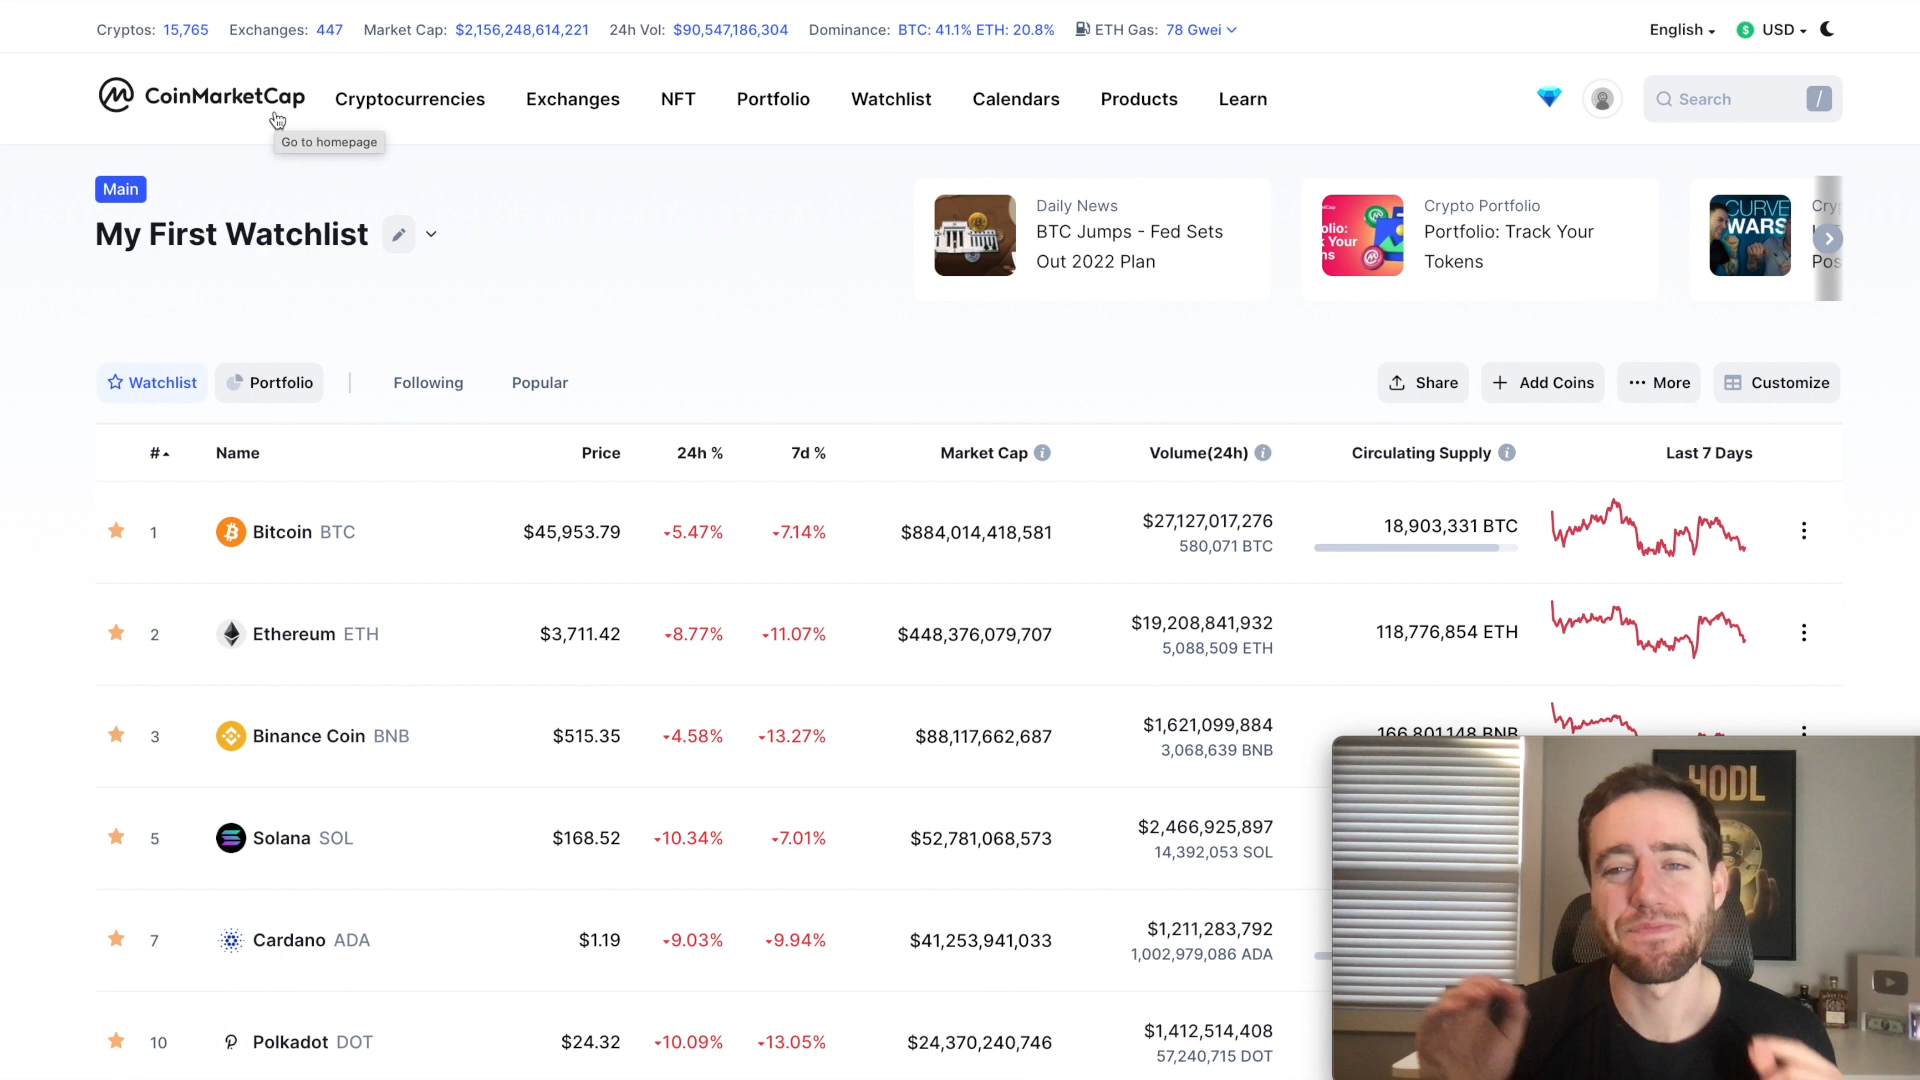 Cryptos: 15,765 Exchanges: 447 Market Cap: $2,156,248,614,221 24h Vol: $90,547,186,304 Dominance: BTC: 41.1% ETH: 20.8% ETH Gas: 78 Gwei English USD
CoinMarketCap Cryptocurrencies Exchanges NFT Portfolio Watchlist Calendars Products Learn Search /
Go to homepage
Main
My First Watchlist
Daily News
BTC Jumps - Fed Sets
Out 2022 Plan
Crypto Portfolio
Portfolio: Track Your
Tokens
CURVE
WARS
Watchlist Portfolio Following Popular Share + Add Coins More Customize
# Name Price 24h % 7d % Market Cap Volume(24h) Circulating Supply Last 7 Days
1 Bitcoin BTC $45,953.79 5.47% 7.14% $884,014,418,581 $27,127,017,276 18,903,331 BTC
580,071 BTC
2 Ethereum ETH $3,711.42 8.77% 11.07% $448,376,079,707 $19,208,841,932 118,776,854 ETH
5,088,509 ETH
3 Binance Coin BNB $515.35 4.58% 13.27% $88,117,662,687 $1,621,099,884 166,801,148 BNB
3,068,639 BNB
5 Solana SOL $168.52 10.34% 7.01% $52,781,068,573 $2,466,925,897
14,392,053 SOL
7 Cardano ADA $1.19 9.03% 9.94% $41,253,941,033 $1,211,283,792
1,002,979,086 ADA
10 Polkadot DOT $24.32 10.09% 13.05% $24,370,240,746 $1,412,514,408
57,240,715 DOT
HODL